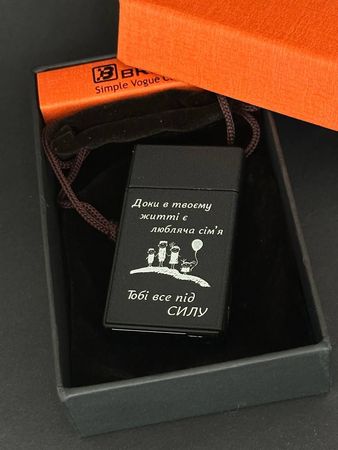 Simple Vogue
Доки в твоєму
житті є
любляча сім'я
Тобі все під
СИЛУ